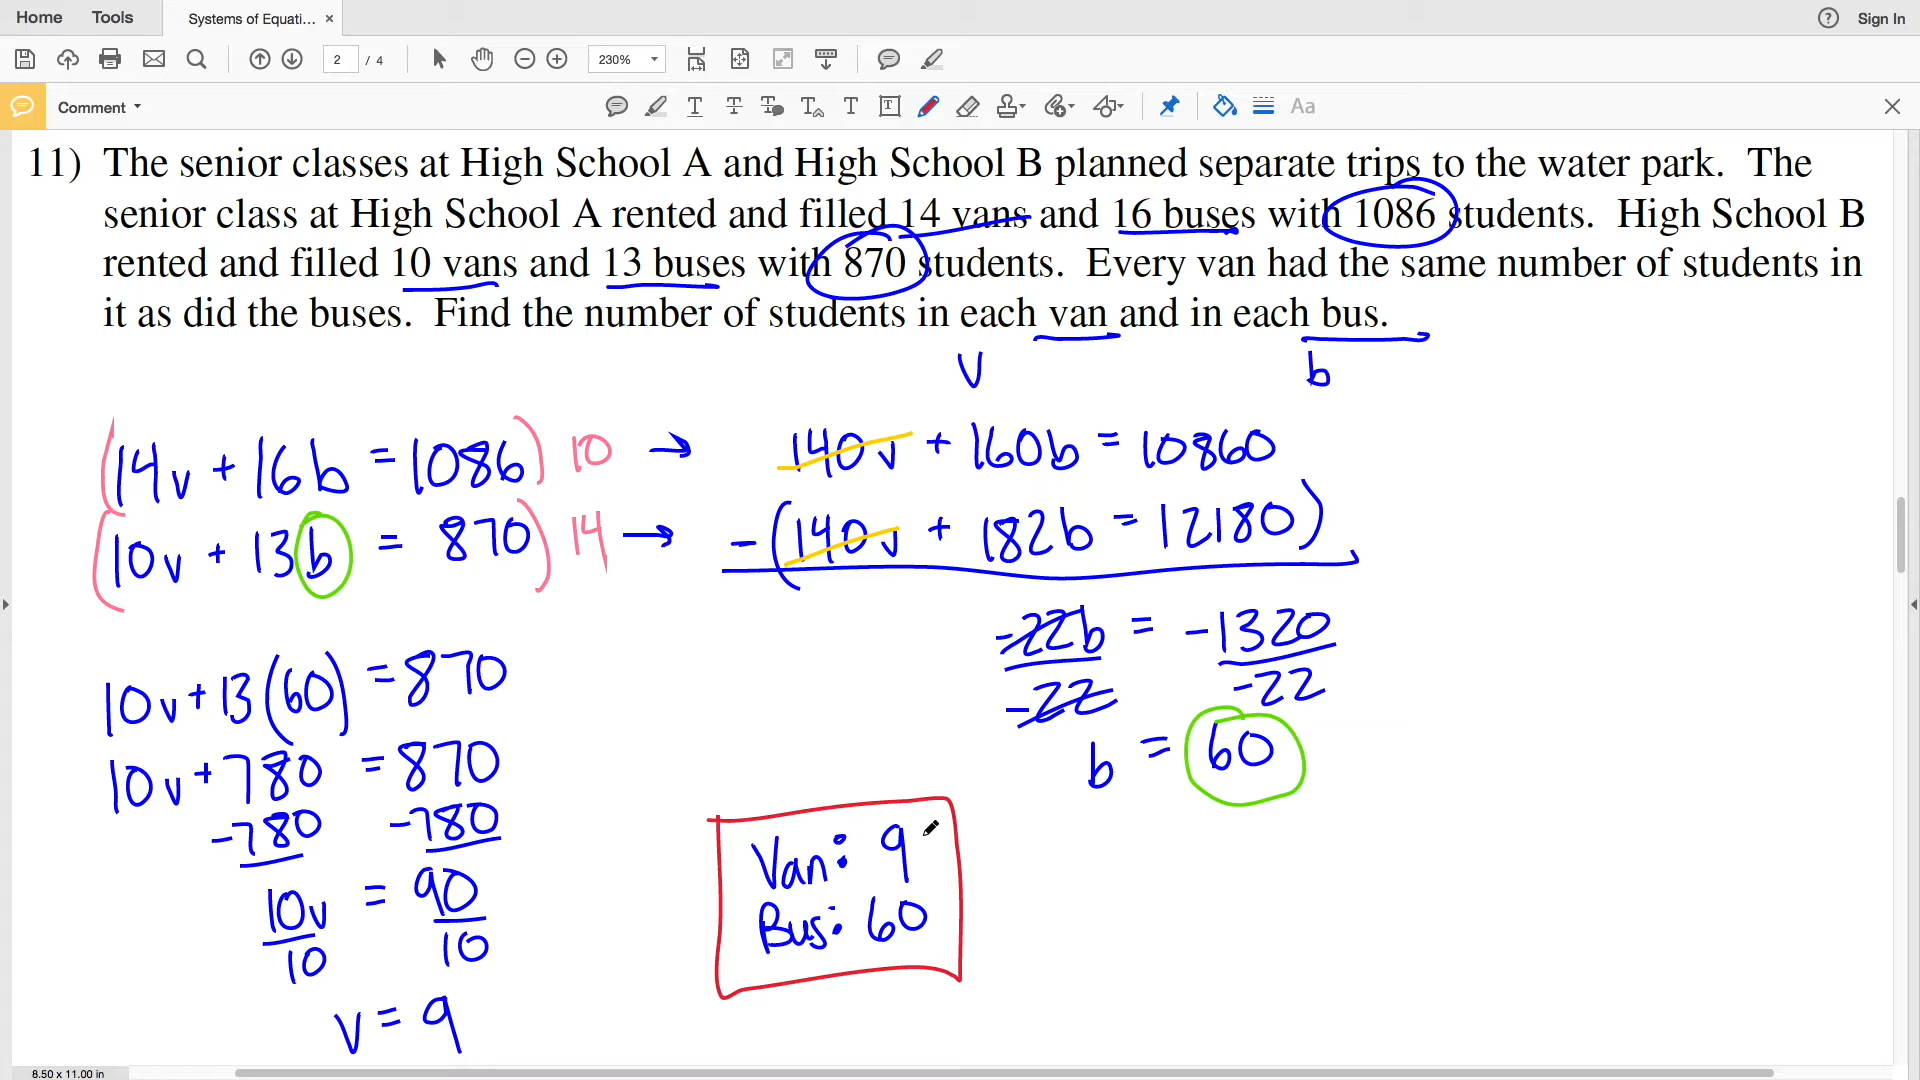 Home Tools Systems of Equati... × ? Sign In
2 / 4 230%
Comment T T T T T T Aa
11) The senior classes at High School A and High School B planned separate trips to the water park. The
senior class at High School A rented and filled 14 vans and 16 buses with 1086 students. High School B
rented and filled 10 vans and 13 buses with 870 students. Every van had the same number of students in
it as did the buses. Find the number of students in each van and in each bus.
v b
(14v + 16b = 1086) 10 → 140v + 160b = 10860
(10v + 13b = 870) 14 → -(140v + 182b = 12180)
-22b = -1320
-22 -22
b = 60
10v + 13(60) = 870
10v + 780 = 870
-780 -780
10v = 90
10 10
v = 9
Van: 9
Bus: 60
8.50 x 11.00 in